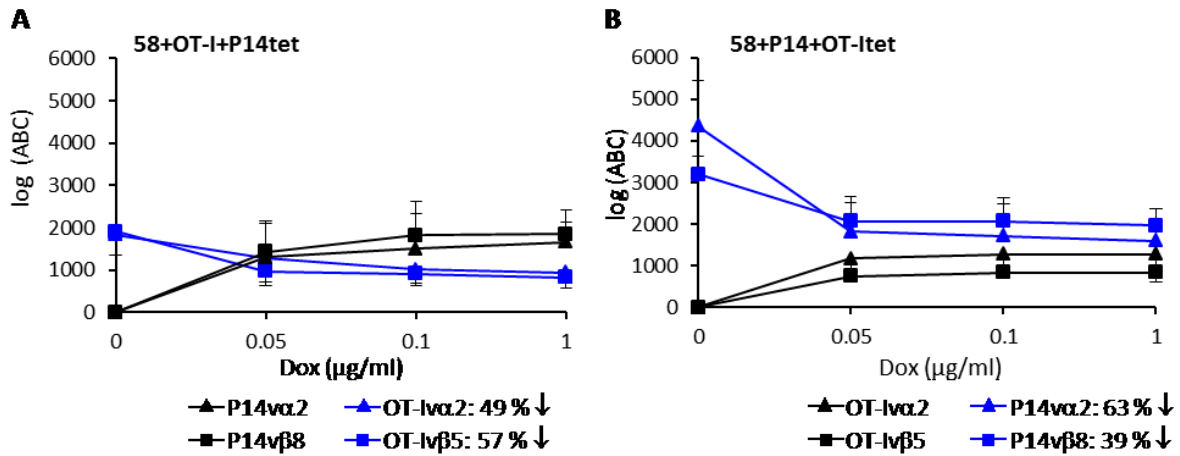 A
58+OT-I+P14tet
6000
5000
4000
3000
2000
1000
0
log (ABC)
0 0.05 0.1 1
Dox (µg/ml)
P14vα2 OT-Ivα2: 49 % ↓
P14vβ8 OT-Ivβ5: 57 % ↓
B
58+P14+OT-Itet
6000
5000
4000
3000
2000
1000
0
log (ABC)
0 0.05 0.1 1
Dox (µg/ml)
OT-Ivα2 P14vα2: 63 % ↓
OT-Ivβ5 P14vβ8: 39 % ↓